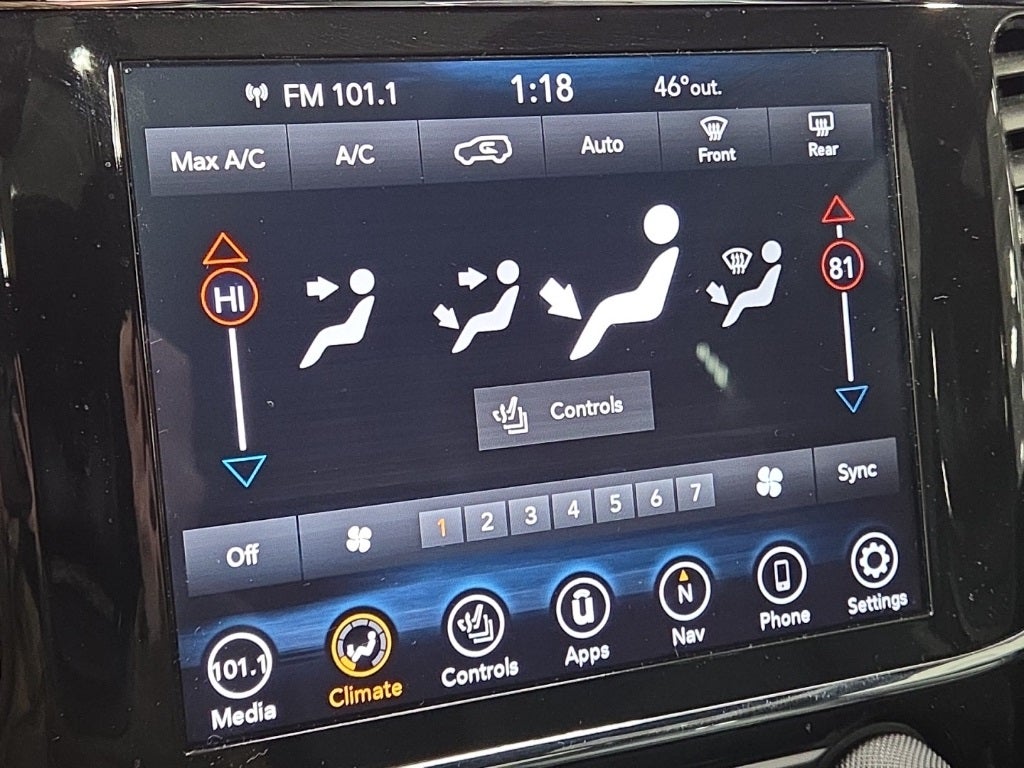 FM 101.1 1:18 46° out.
Max A/C A/C Auto Front Rear
HI 81
Controls
Off 1 2 3 4 5 6 7 Sync
101.1 U N
Media Climate Controls Apps Nav Phone Settings